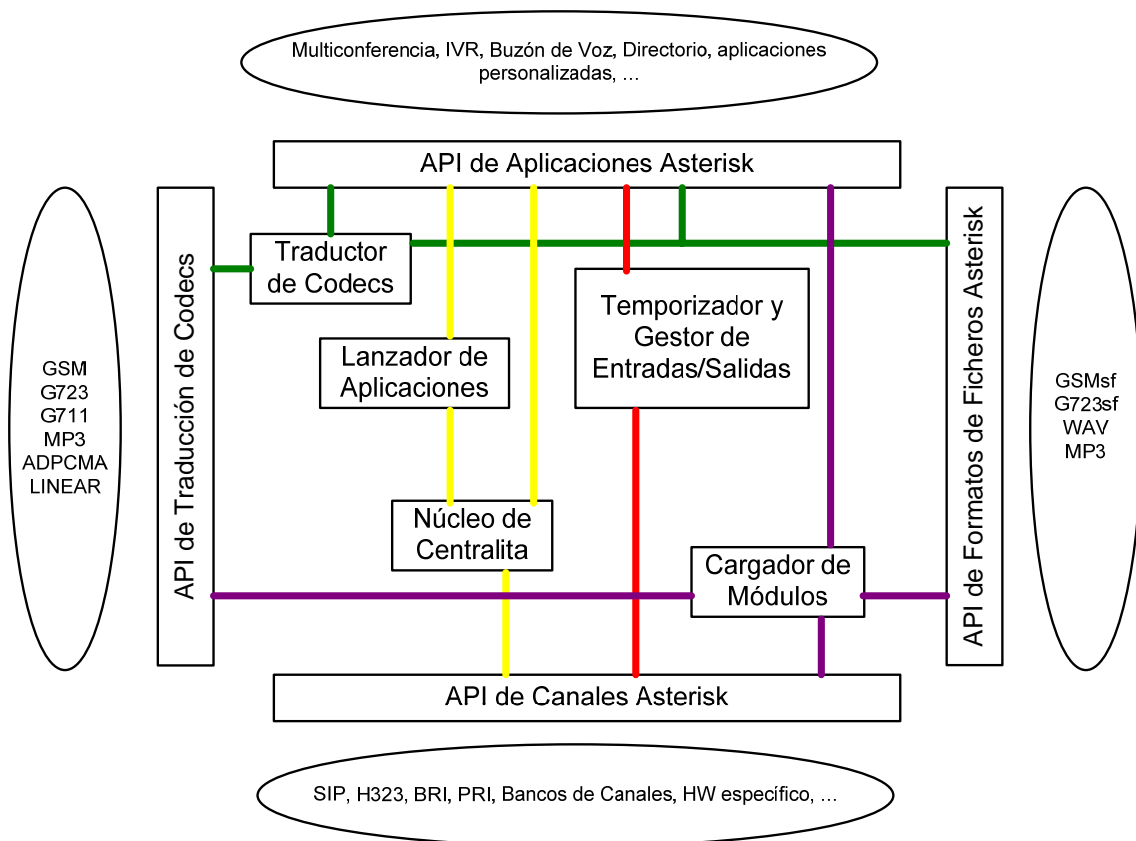 Multiconferencia, IVR, Buzón de Voz, Directorio, aplicaciones
personalizadas, ...
API de Aplicaciones Asterisk
Traductor
de Codecs
Temporizador y
Gestor de
Entradas/Salidas
Lanzador de
Aplicaciones
API de Traducción de Codecs
API de Formatos de Ficheros Asterisk
GSM
G723
G711
MP3
ADPCMA
LINEAR
GSMsf
G723sf
WAV
MP3
Núcleo de
Centralita
Cargador de
Módulos
API de Canales Asterisk
SIP, H323, BRI, PRI, Bancos de Canales, HW específico, ...